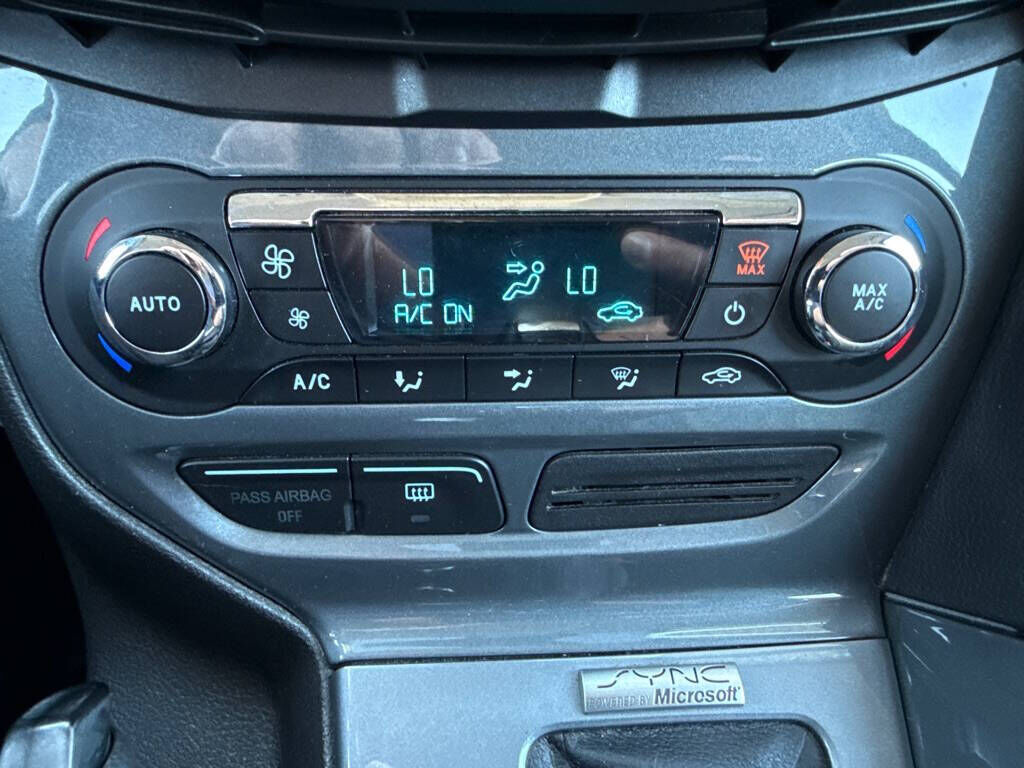 AUTO
LO
LO
A/C ON
MAX
MAX
A/C
A/C
PASS AIRBAG
OFF
SYNC
POWERED BY Microsoft